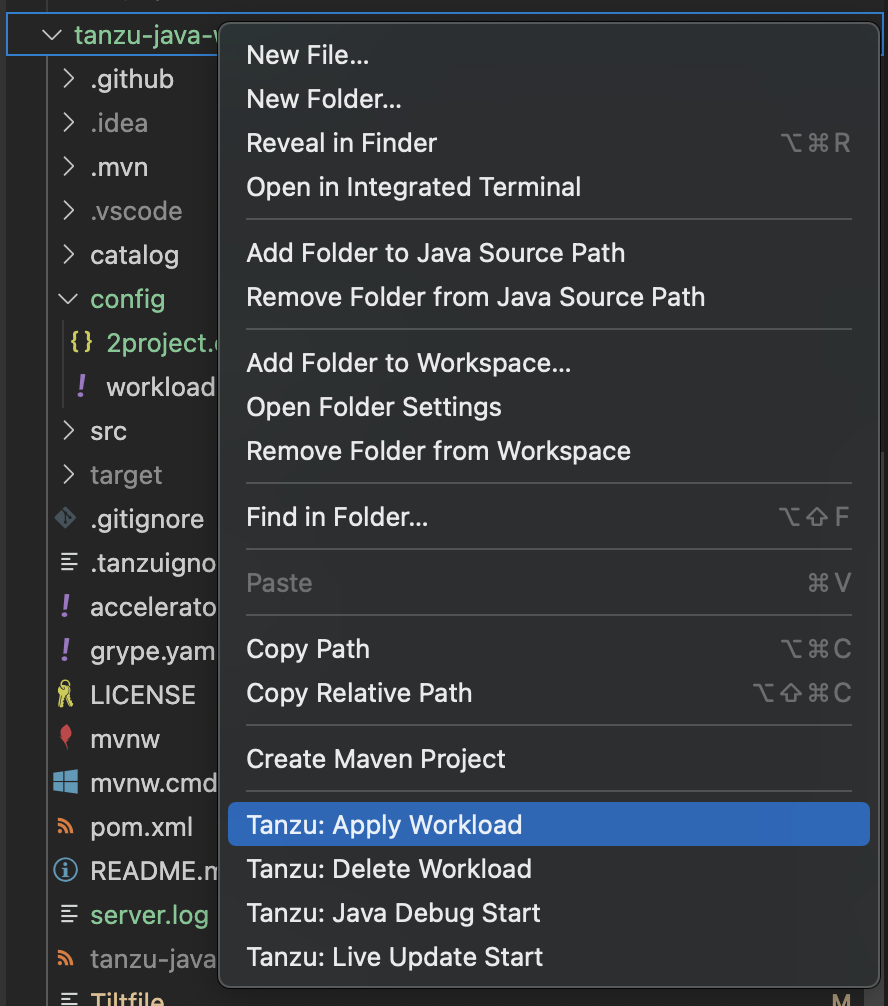 tanzu-java-
.github
.idea
.mvn
.vscode
catalog
config
{} 2project.
! workload
src
target
.gitignore
.tanzuigno
! accelerato
! grype.yam
LICENSE
mvnw
mvnw.cmd
pom.xml
README.m
server.log
tanzu-java
Tiltfile
M
New File...
New Folder...
Reveal in Finder ⌥⌘R
Open in Integrated Terminal
Add Folder to Java Source Path
Remove Folder from Java Source Path
Add Folder to Workspace...
Open Folder Settings
Remove Folder from Workspace
Find in Folder... ⌥⇧F
Paste ⌘V
Copy Path ⌥⌘C
Copy Relative Path ⌥⇧⌘C
Create Maven Project
Tanzu: Apply Workload
Tanzu: Delete Workload
Tanzu: Java Debug Start
Tanzu: Live Update Start